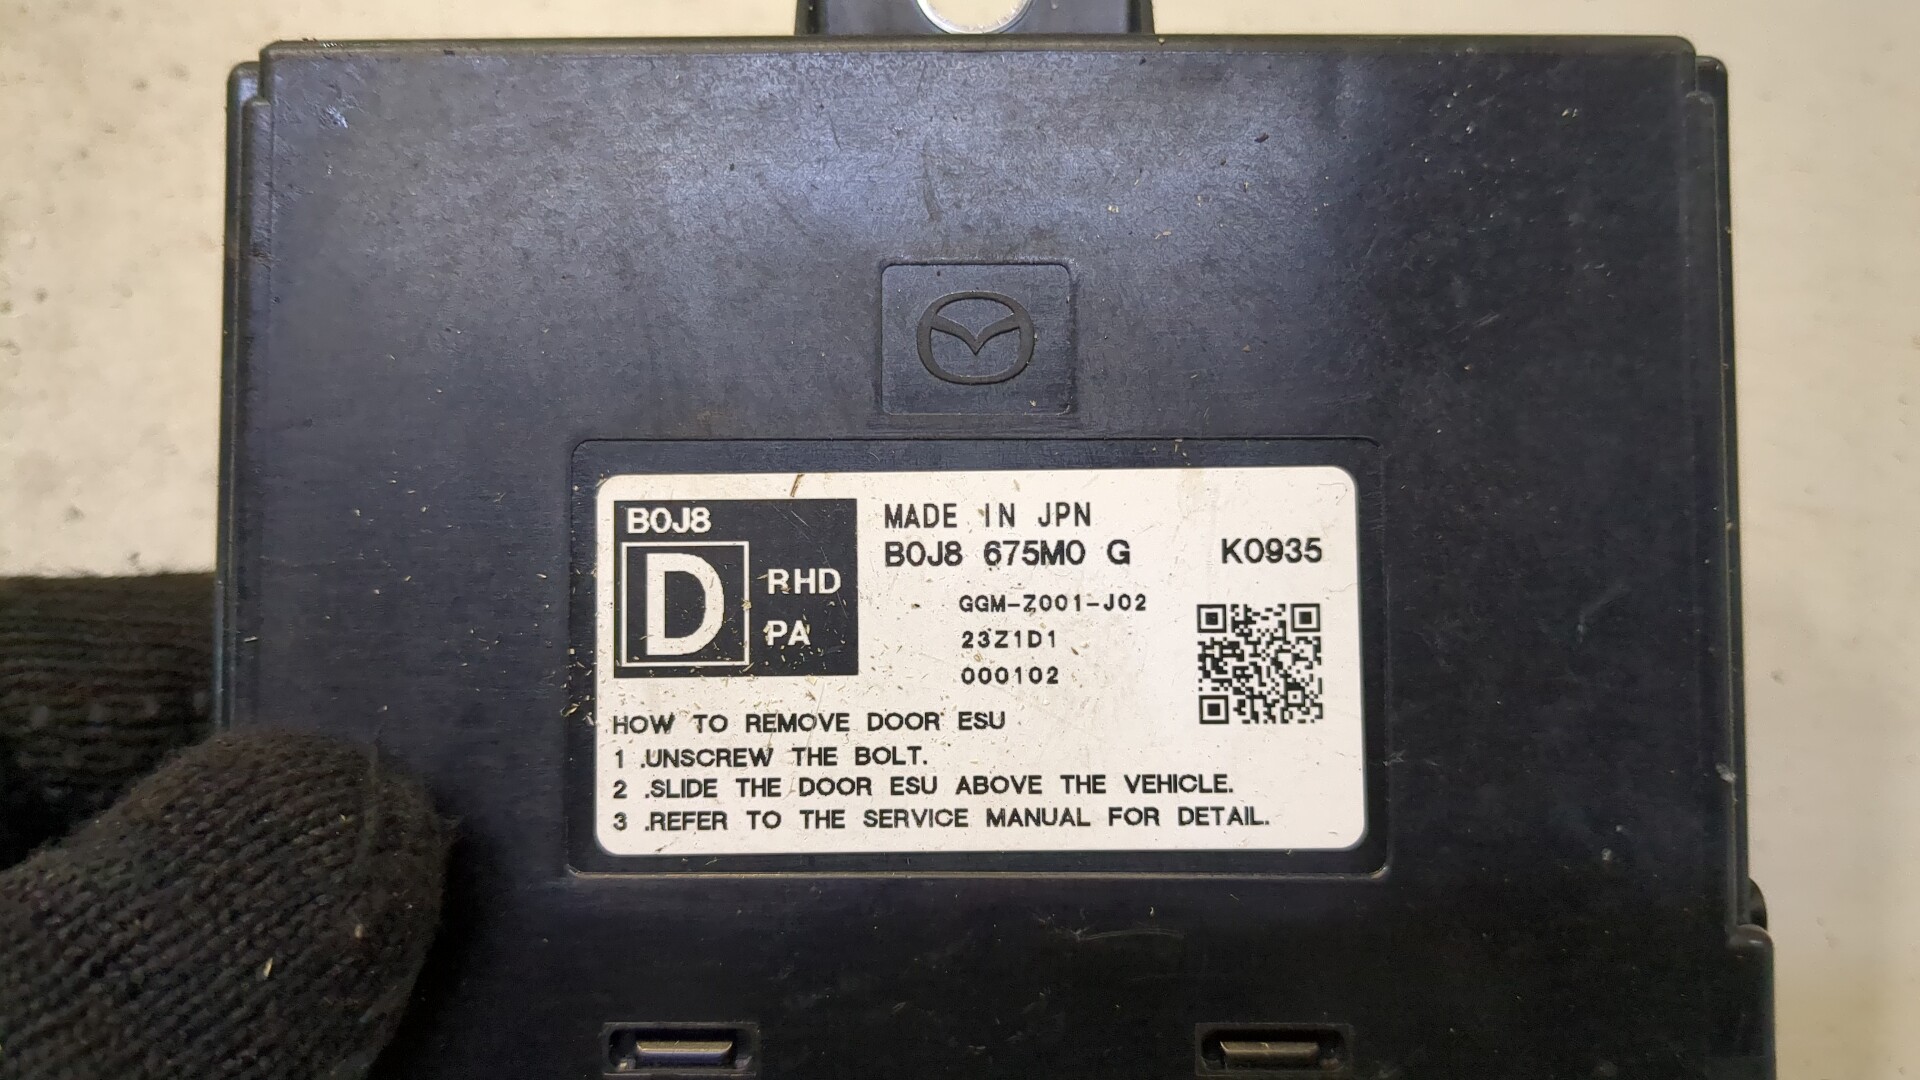 B0J8
D
RHD
PA
MADE IN JPN
B0J8 675M0 G K0935
GGM-Z001-J02
23Z1D1
000102
HOW TO REMOVE DOOR ESU
1 .UNSCREW THE BOLT.
2 .SLIDE THE DOOR ESU ABOVE THE VEHICLE.
3 .REFER TO THE SERVICE MANUAL FOR DETAIL.